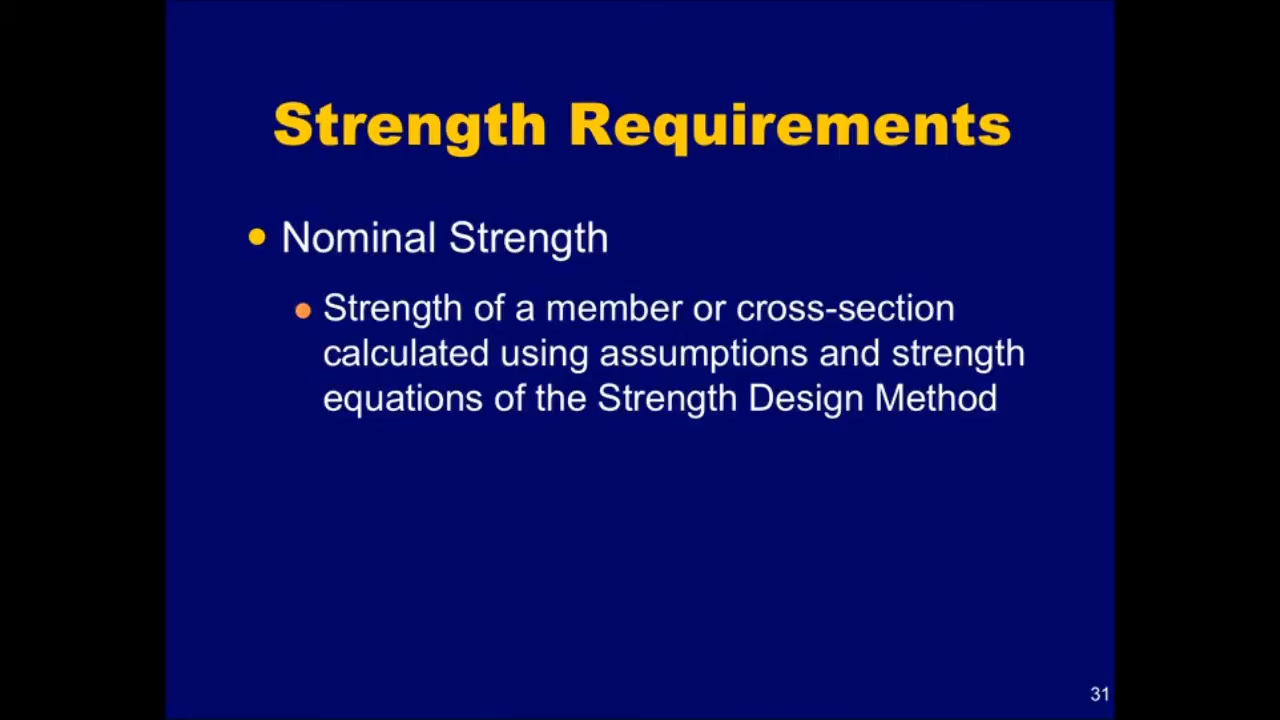 Strength Requirements
Nominal Strength
Strength of a member or cross-section
calculated using assumptions and strength
equations of the Strength Design Method
31